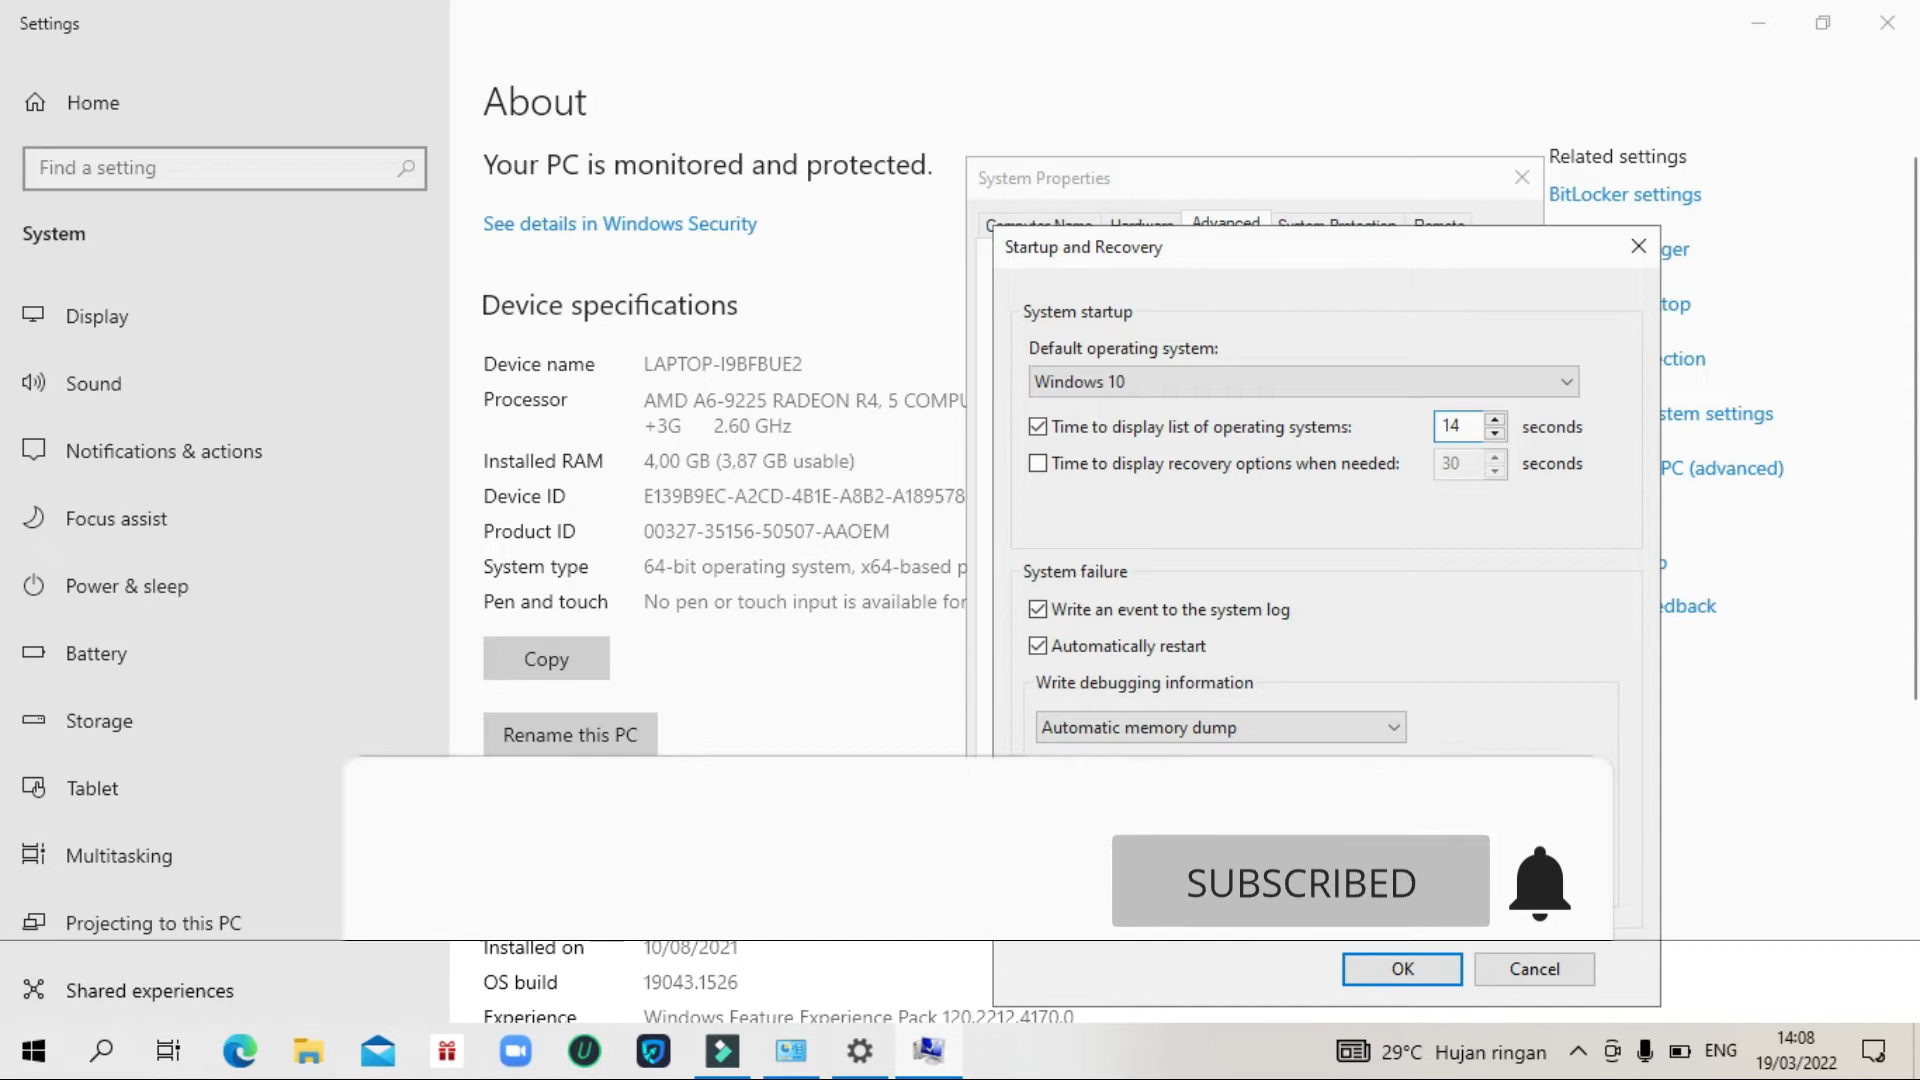 Settings
Home
Find a setting
System
Display
Sound
Notifications & actions
Focus assist
Power & sleep
Battery
Storage
Tablet
Multitasking
Projecting to this PC
Shared experiences
About
Your PC is monitored and protected.
See details in Windows Security
Device specifications
Device name LAPTOP-I9BFBUE2
Processor AMD A6-9225 RADEON R4, 5 COMPU
+3G 2.60 GHz
Installed RAM 4,00 GB (3,87 GB usable)
Device ID E139B9EC-A2CD-4B1E-A8B2-A189578
Product ID 00327-35156-50507-AAOEM
System type 64-bit operating system, x64-based p
Pen and touch No pen or touch input is available for
Copy
Rename this PC
Installed on 10/08/2021
OS build 19043.1526
Experience Windows Feature Experience Pack 120.2212.4170.0
System Properties
Computer Name Hardware Advanced System Protection Remote
Startup and Recovery
System startup
Default operating system:
Windows 10
Time to display list of operating systems: 14 seconds
Time to display recovery options when needed: 30 seconds
System failure
Write an event to the system log
Automatically restart
Write debugging information
Automatic memory dump
SUBSCRIBED
OK Cancel
Related settings
BitLocker settings
ger
top
ection
stem settings
PC (advanced)
p
edback
29°C Hujan ringan
ENG
14:08
19/03/2022